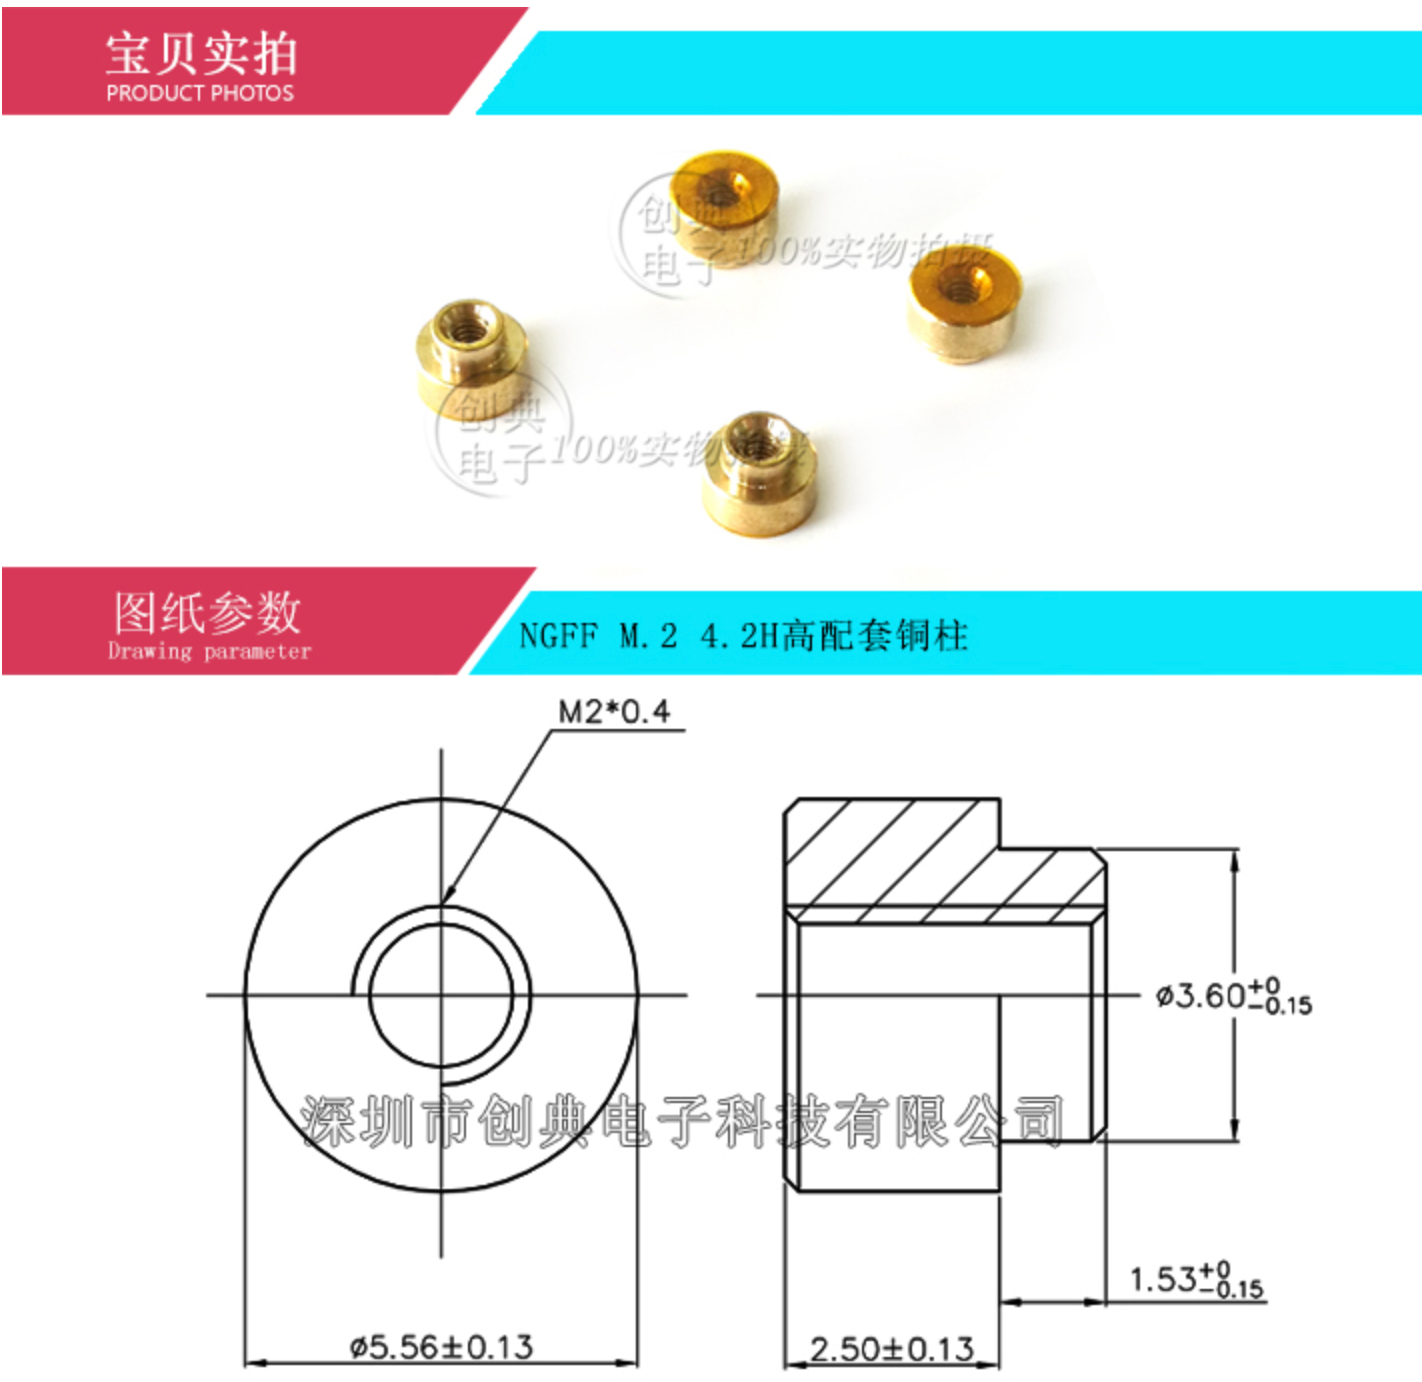 宝贝实拍
PRODUCT PHOTOS
创典
电子100%实物拍摄
创典
电子100%实物拍摄
图纸参数
Drawing parameter
NGFF M.2 4.2H高配套铜柱
M2*0.4
ø3.60+0-0.15
深圳市创典电子科技有限公司
1.53+0-0.15
ø5.56±0.13
2.50±0.13